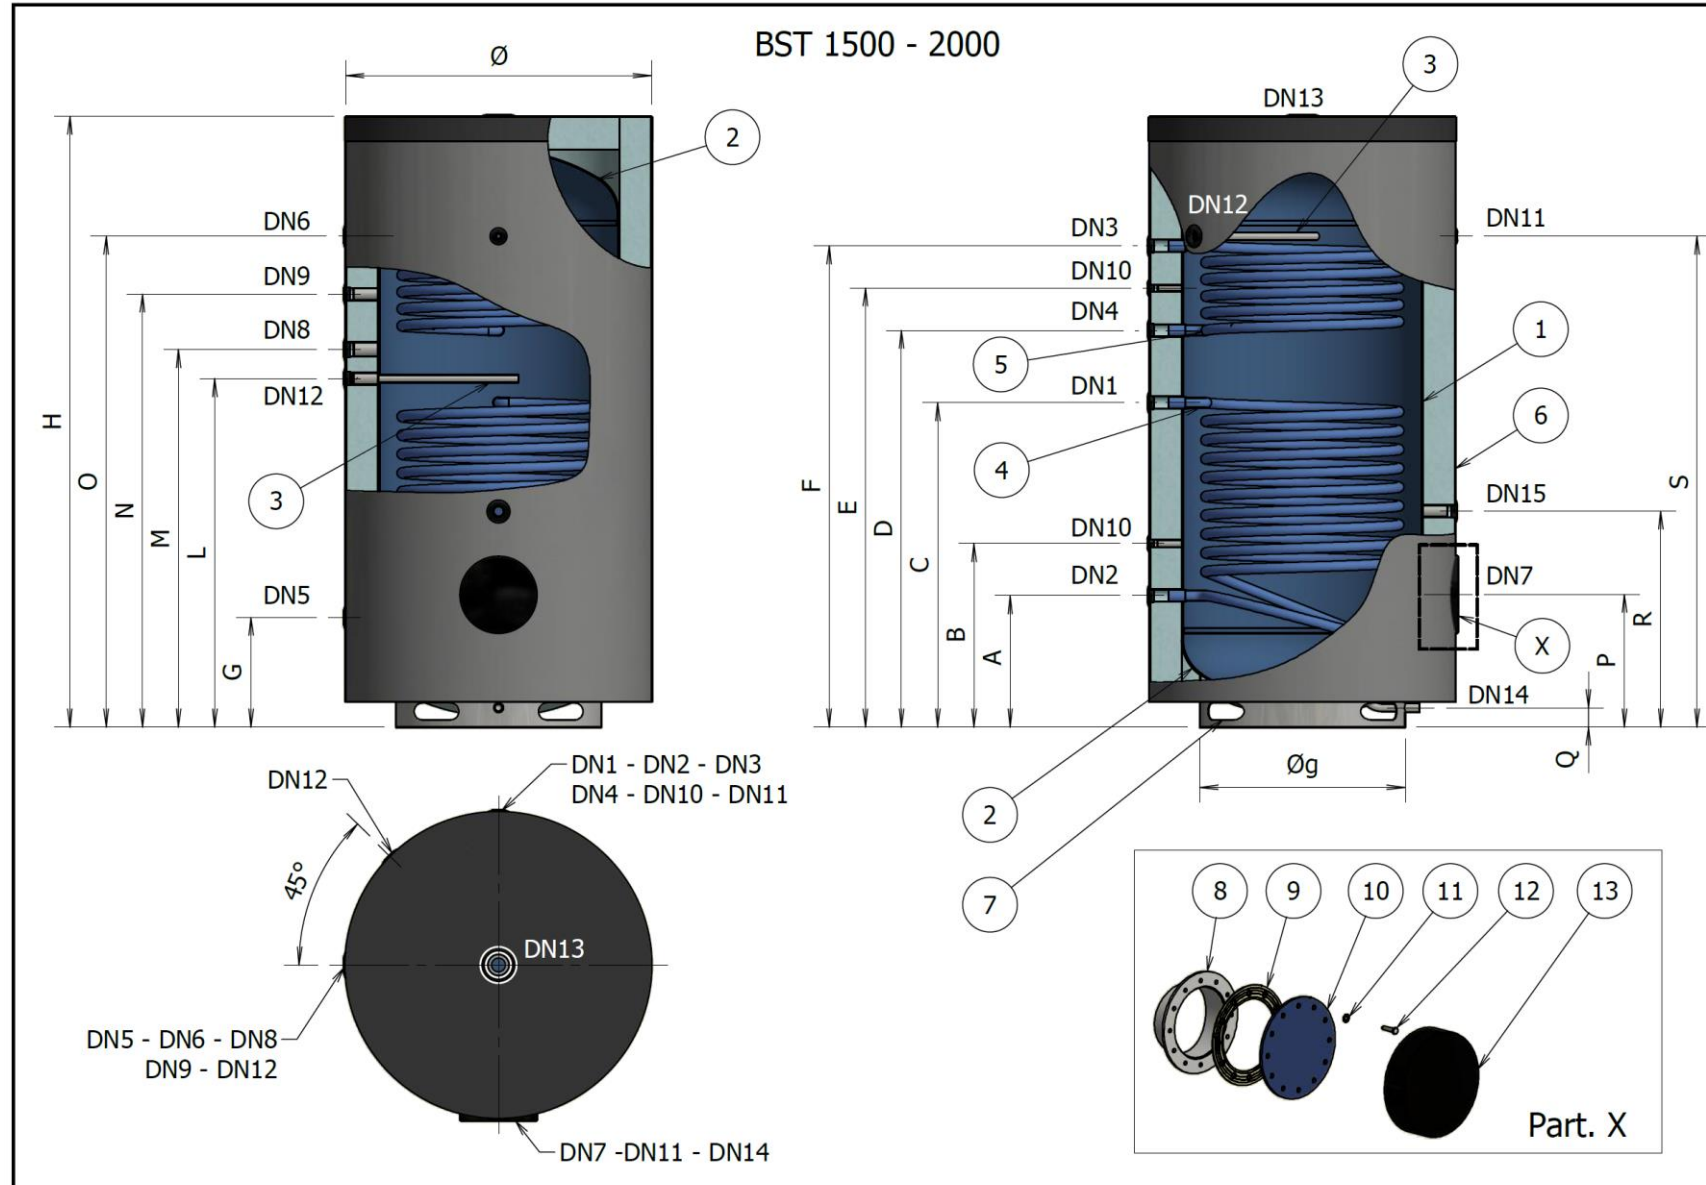 BST 1500 - 2000
Ø
2
DN6
DN9
DN8
DN12
DN5
3
H
O
N
M
L
G
DN13
3
DN12
DN3
DN10
DN4
DN1
DN10
DN2
DN11
DN15
DN7
DN14
5
4
1
6
X
F
E
D
C
B
A
S
R
P
Q
Øg
2
7
DN12
DN1 - DN2 - DN3
DN4 - DN10 - DN11
45°
DN13
DN5 - DN6 - DN8
DN9 - DN12
DN7 -DN11 - DN14
8 9 10 11 12 13
Part. X